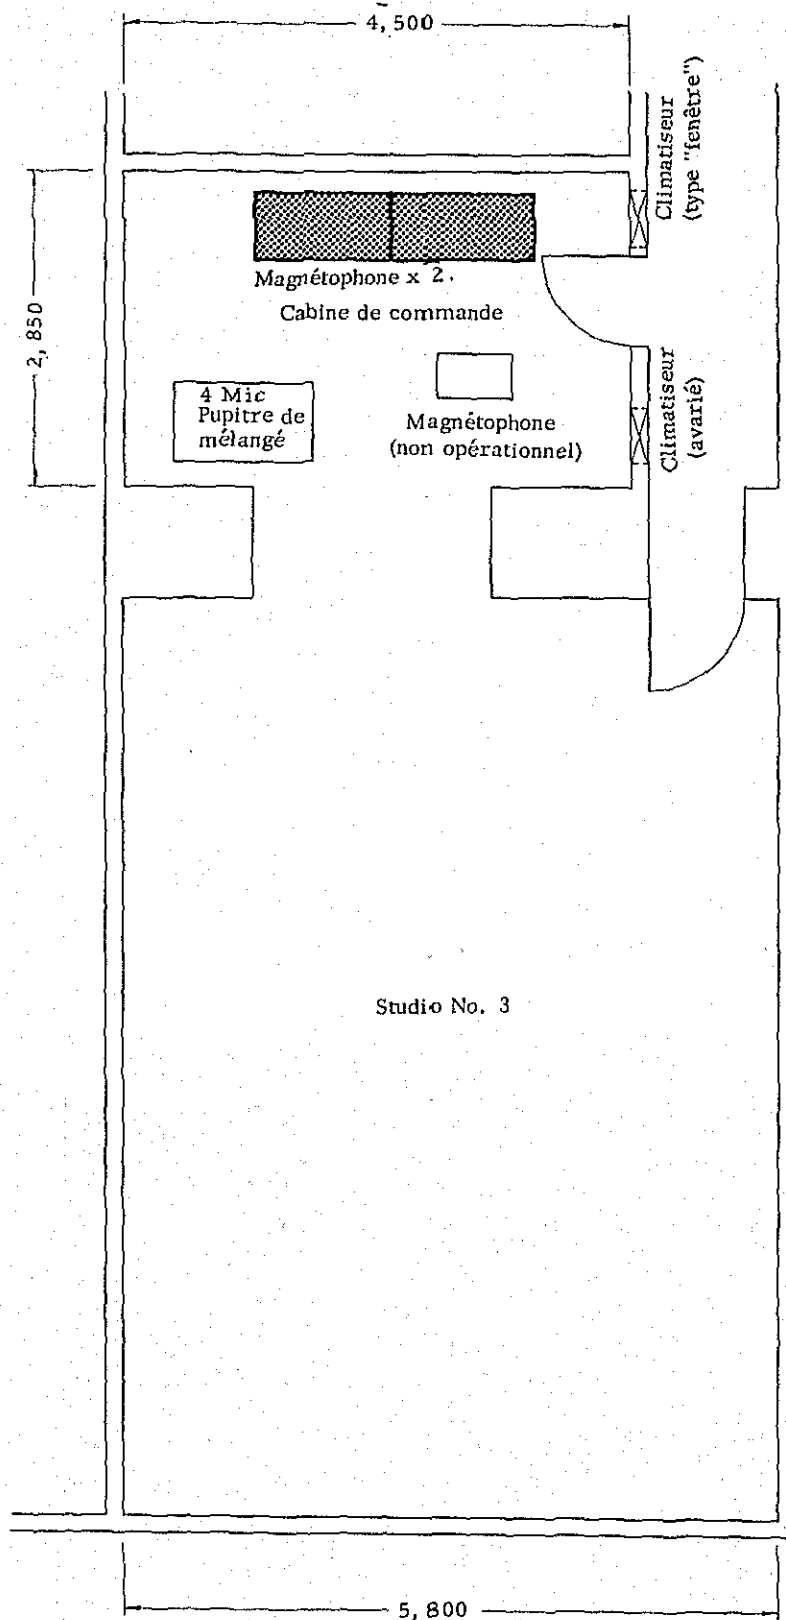 4,500
Climatiseur
(type "fenêtre")
2,850
Magnétophone x 2.
Cabine de commande
4 Mic
Pupitre de
mélangé
Magnétophone
(non opérationnel)
Climatiseur
(avarié)
Studio No. 3
5,800